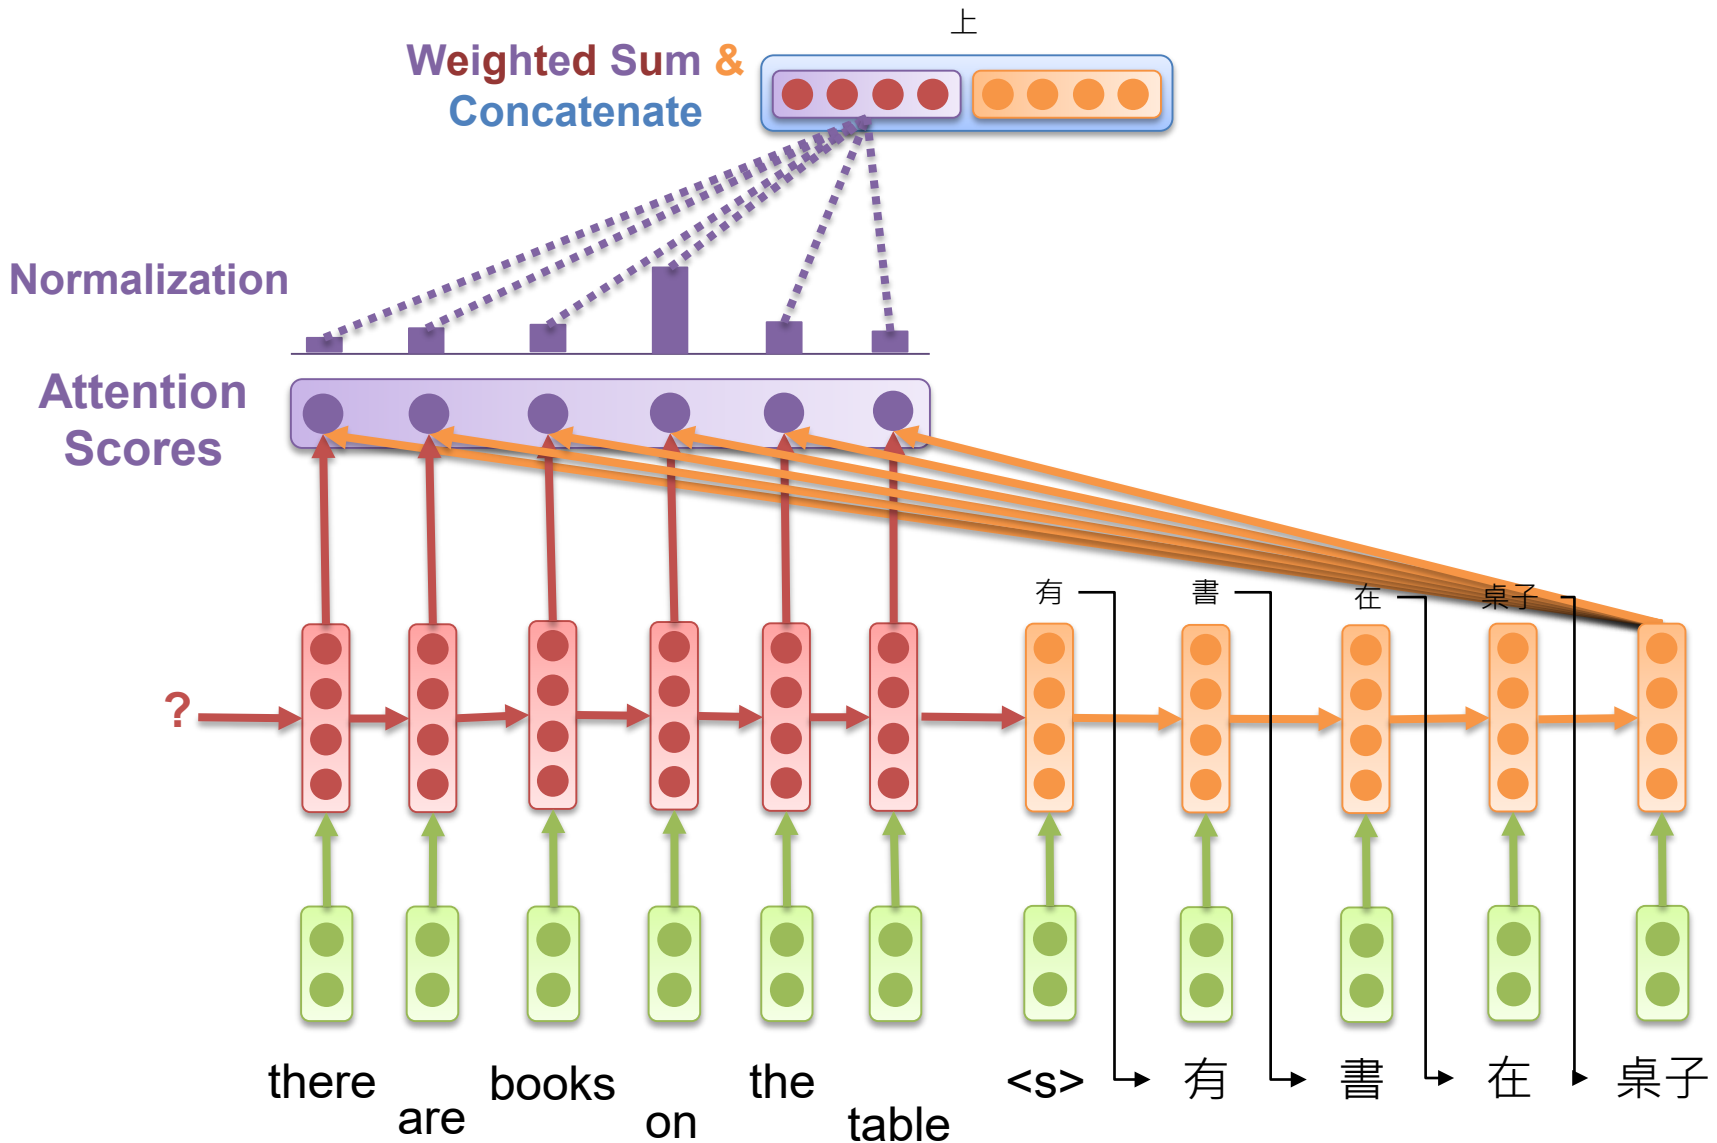 上
Weighted Sum &
Concatenate
Normalization
Attention
Scores
有 書 在 桌子
?
there are books on the table <s> 有 書 在 桌子